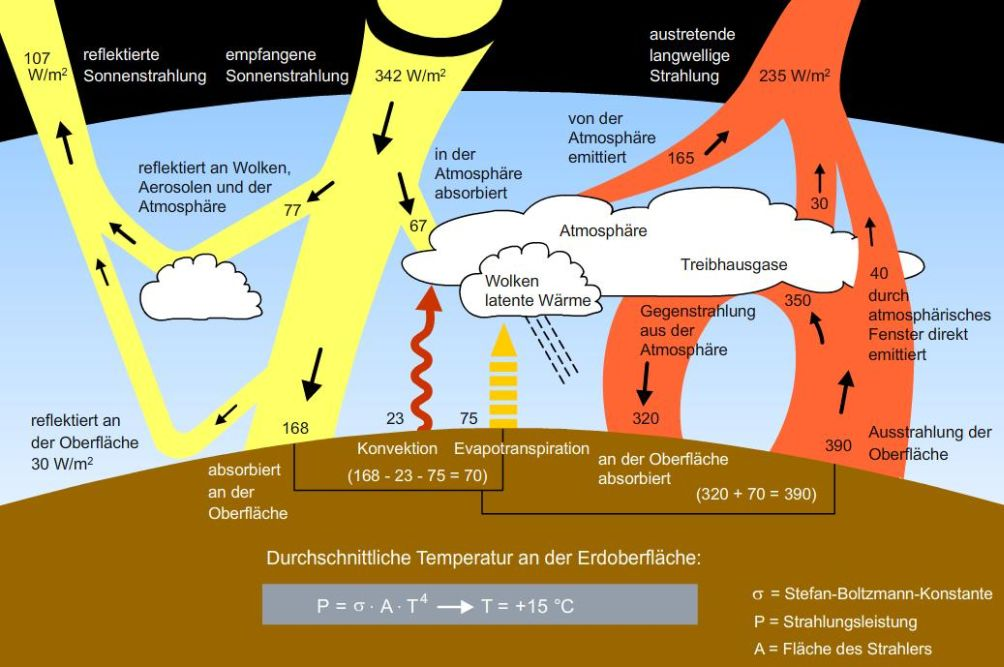 107
W/m²
reflektierte
Sonnenstrahlung
empfangene
Sonnenstrahlung
342 W/m²
austretende
langwellige
Strahlung
235 W/m²
reflektiert an Wolken,
Aerosolen und der
Atmosphäre
77
in der
Atmosphäre
absorbiert
67
von der
Atmosphäre
emittiert
165
30
Atmosphäre
Treibhausgase
Wolken
latente Wärme
Gegenstrahlung
aus der
Atmosphäre
350
40
durch
atmosphärisches
Fenster direkt
emittiert
reflektiert an
der Oberfläche
30 W/m²
168
23
75
320
390
Ausstrahlung der
Oberfläche
absorbiert
an der
Oberfläche
Konvektion
Evapotranspiration
(168 - 23 - 75 = 70)
an der Oberfläche
absorbiert
(320 + 70 = 390)
Durchschnittliche Temperatur an der Erdoberfläche:
P = σ · A · T⁴ → T = +15 °C
σ = Stefan-Boltzmann-Konstante
P = Strahlungsleistung
A = Fläche des Strahlers